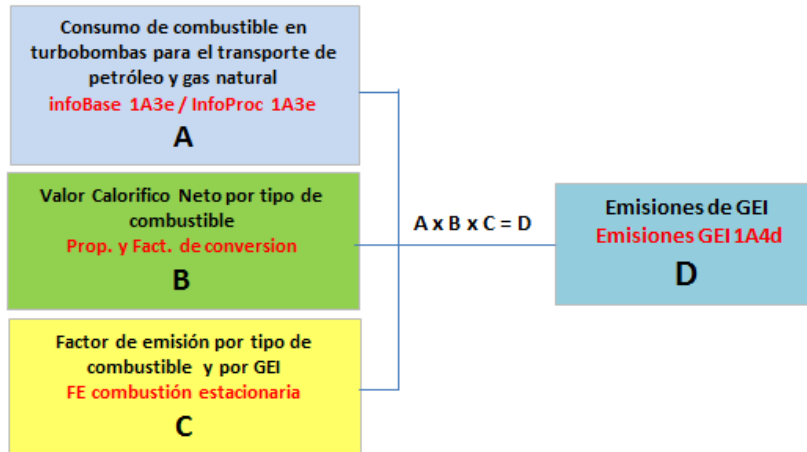 Consumo de combustible en
turbobombas para el transporte de
petróleo y gas natural
infoBase 1A3e / InfoProc 1A3e
A
Valor Calorifico Neto por tipo de
combustible
Prop. y Fact. de conversion
B
Factor de emisión por tipo de
combustible y por GEI
FE combustión estacionaria
C
A x B x C = D
Emisiones de GEI
Emisiones GEI 1A4d
D